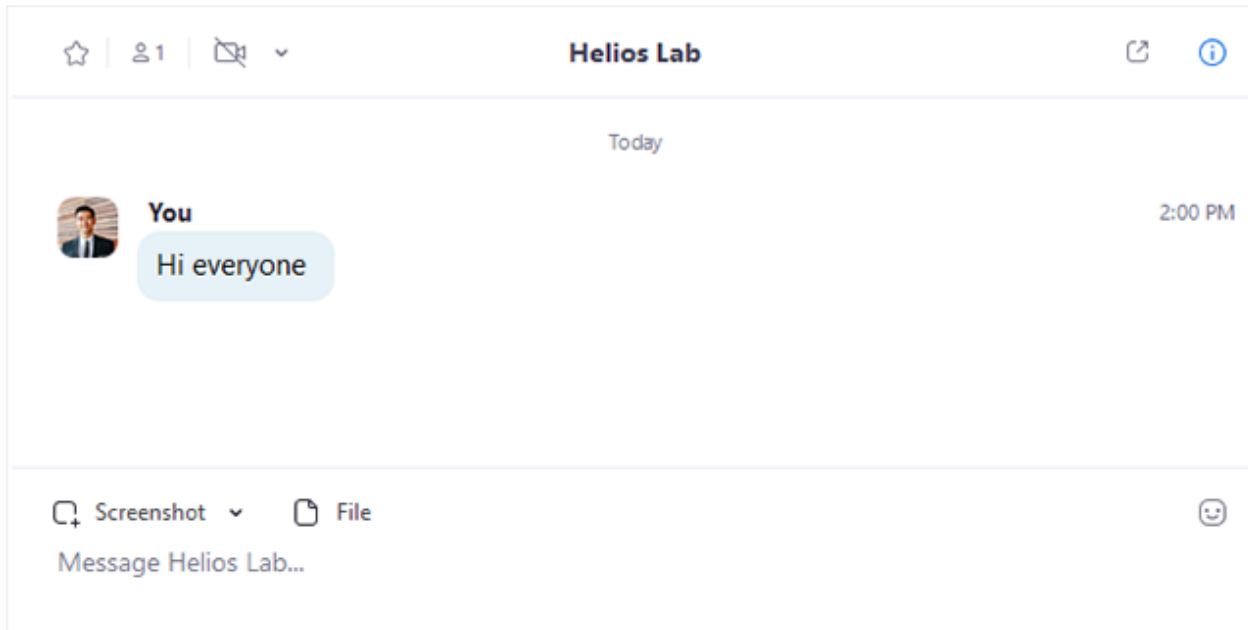 1
Helios Lab
Today
You
2:00 PM
Hi everyone
Screenshot
File
Message Helios Lab...